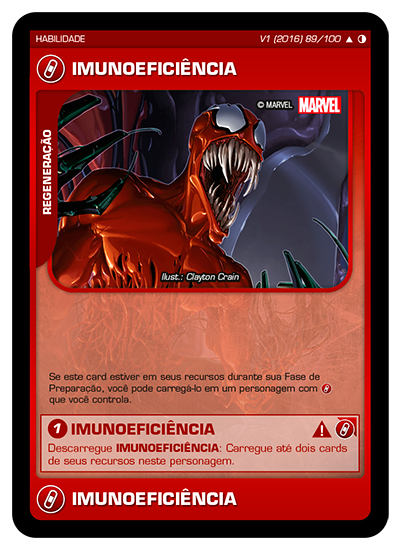 HABILIDADE
V1 (2016) 89/100
IMUNOEFICIÊNCIA
© MARVEL MARVEL
REGENERAÇÃO
Ilust.: Clayton Crain
Se este card estiver em seus recursos durante sua Fase de
Preparação, você pode carregá-lo em um personagem com
que você controla.
1 IMUNOEFICIÊNCIA
Descarregue IMUNOEFICIÊNCIA: Carregue até dois cards
de seus recursos neste personagem.
IMUNOEFICIÊNCIA